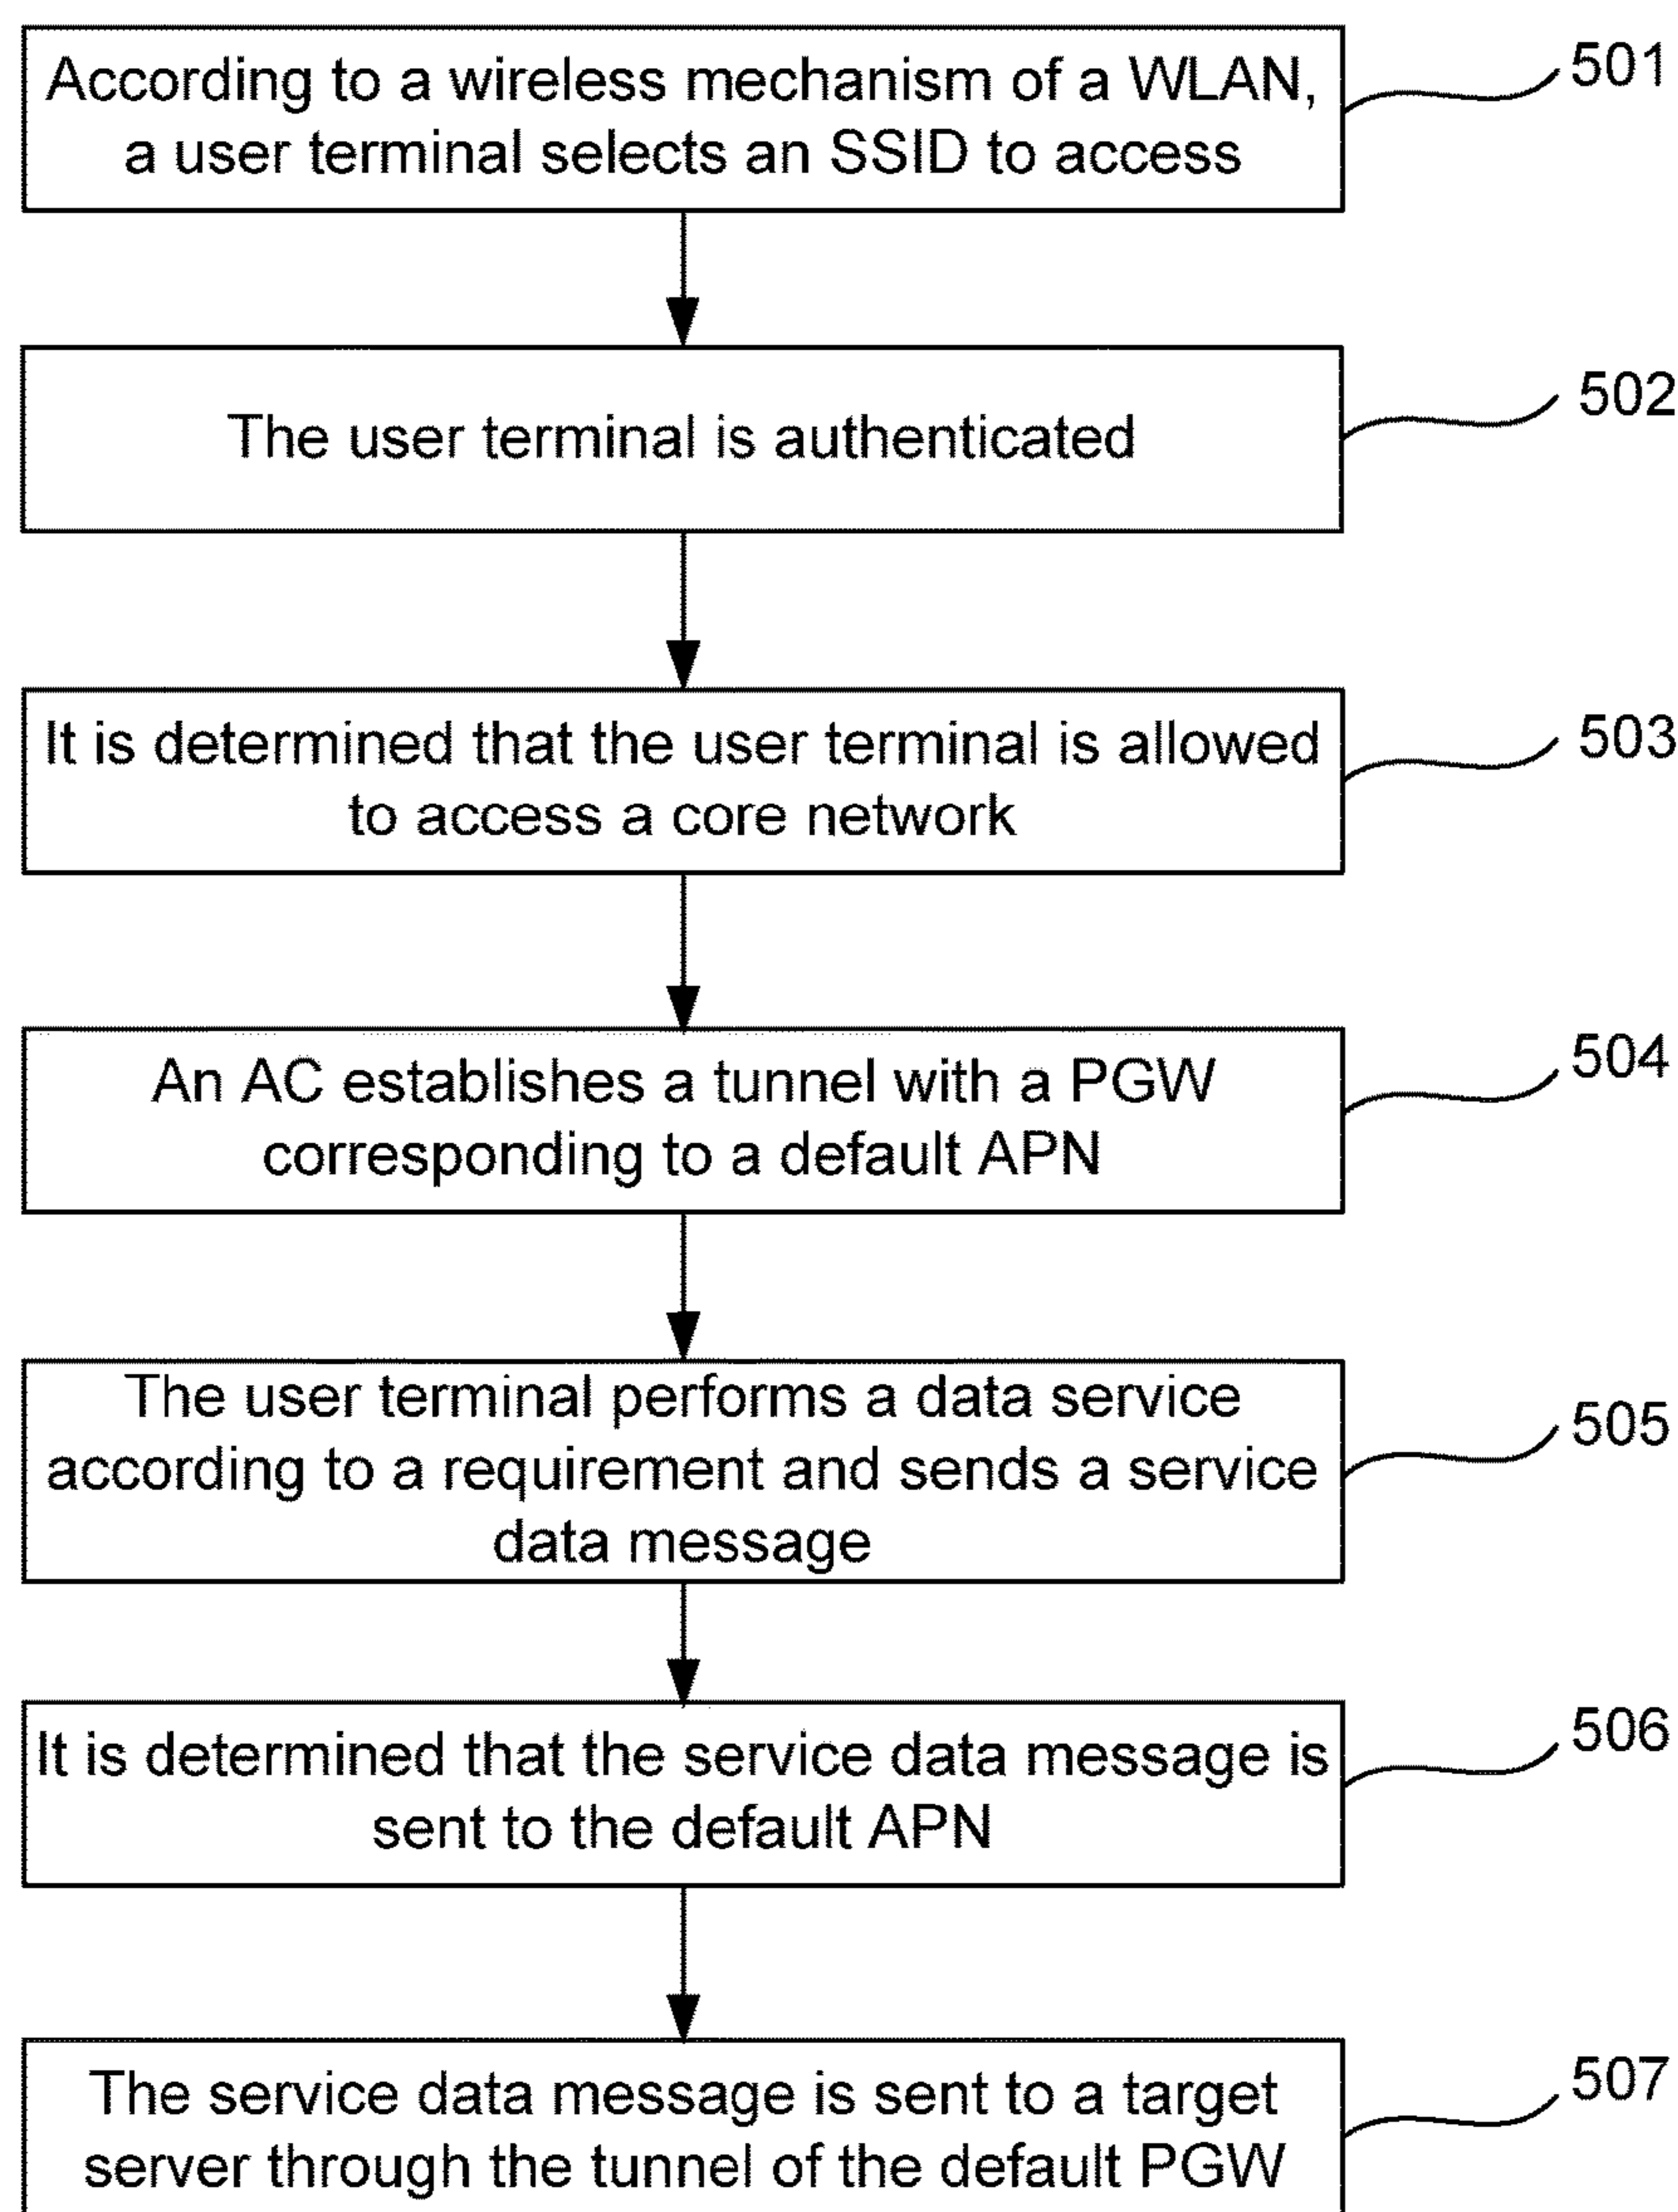 According to a wireless mechanism of a WLAN,
a user terminal selects an SSID to access
501
The user terminal is authenticated
502
It is determined that the user terminal is allowed
to access a core network
503
An AC establishes a tunnel with a PGW
corresponding to a default APN
504
The user terminal performs a data service
according to a requirement and sends a service
data message
505
It is determined that the service data message is
sent to the default APN
506
The service data message is sent to a target
server through the tunnel of the default PGW
507